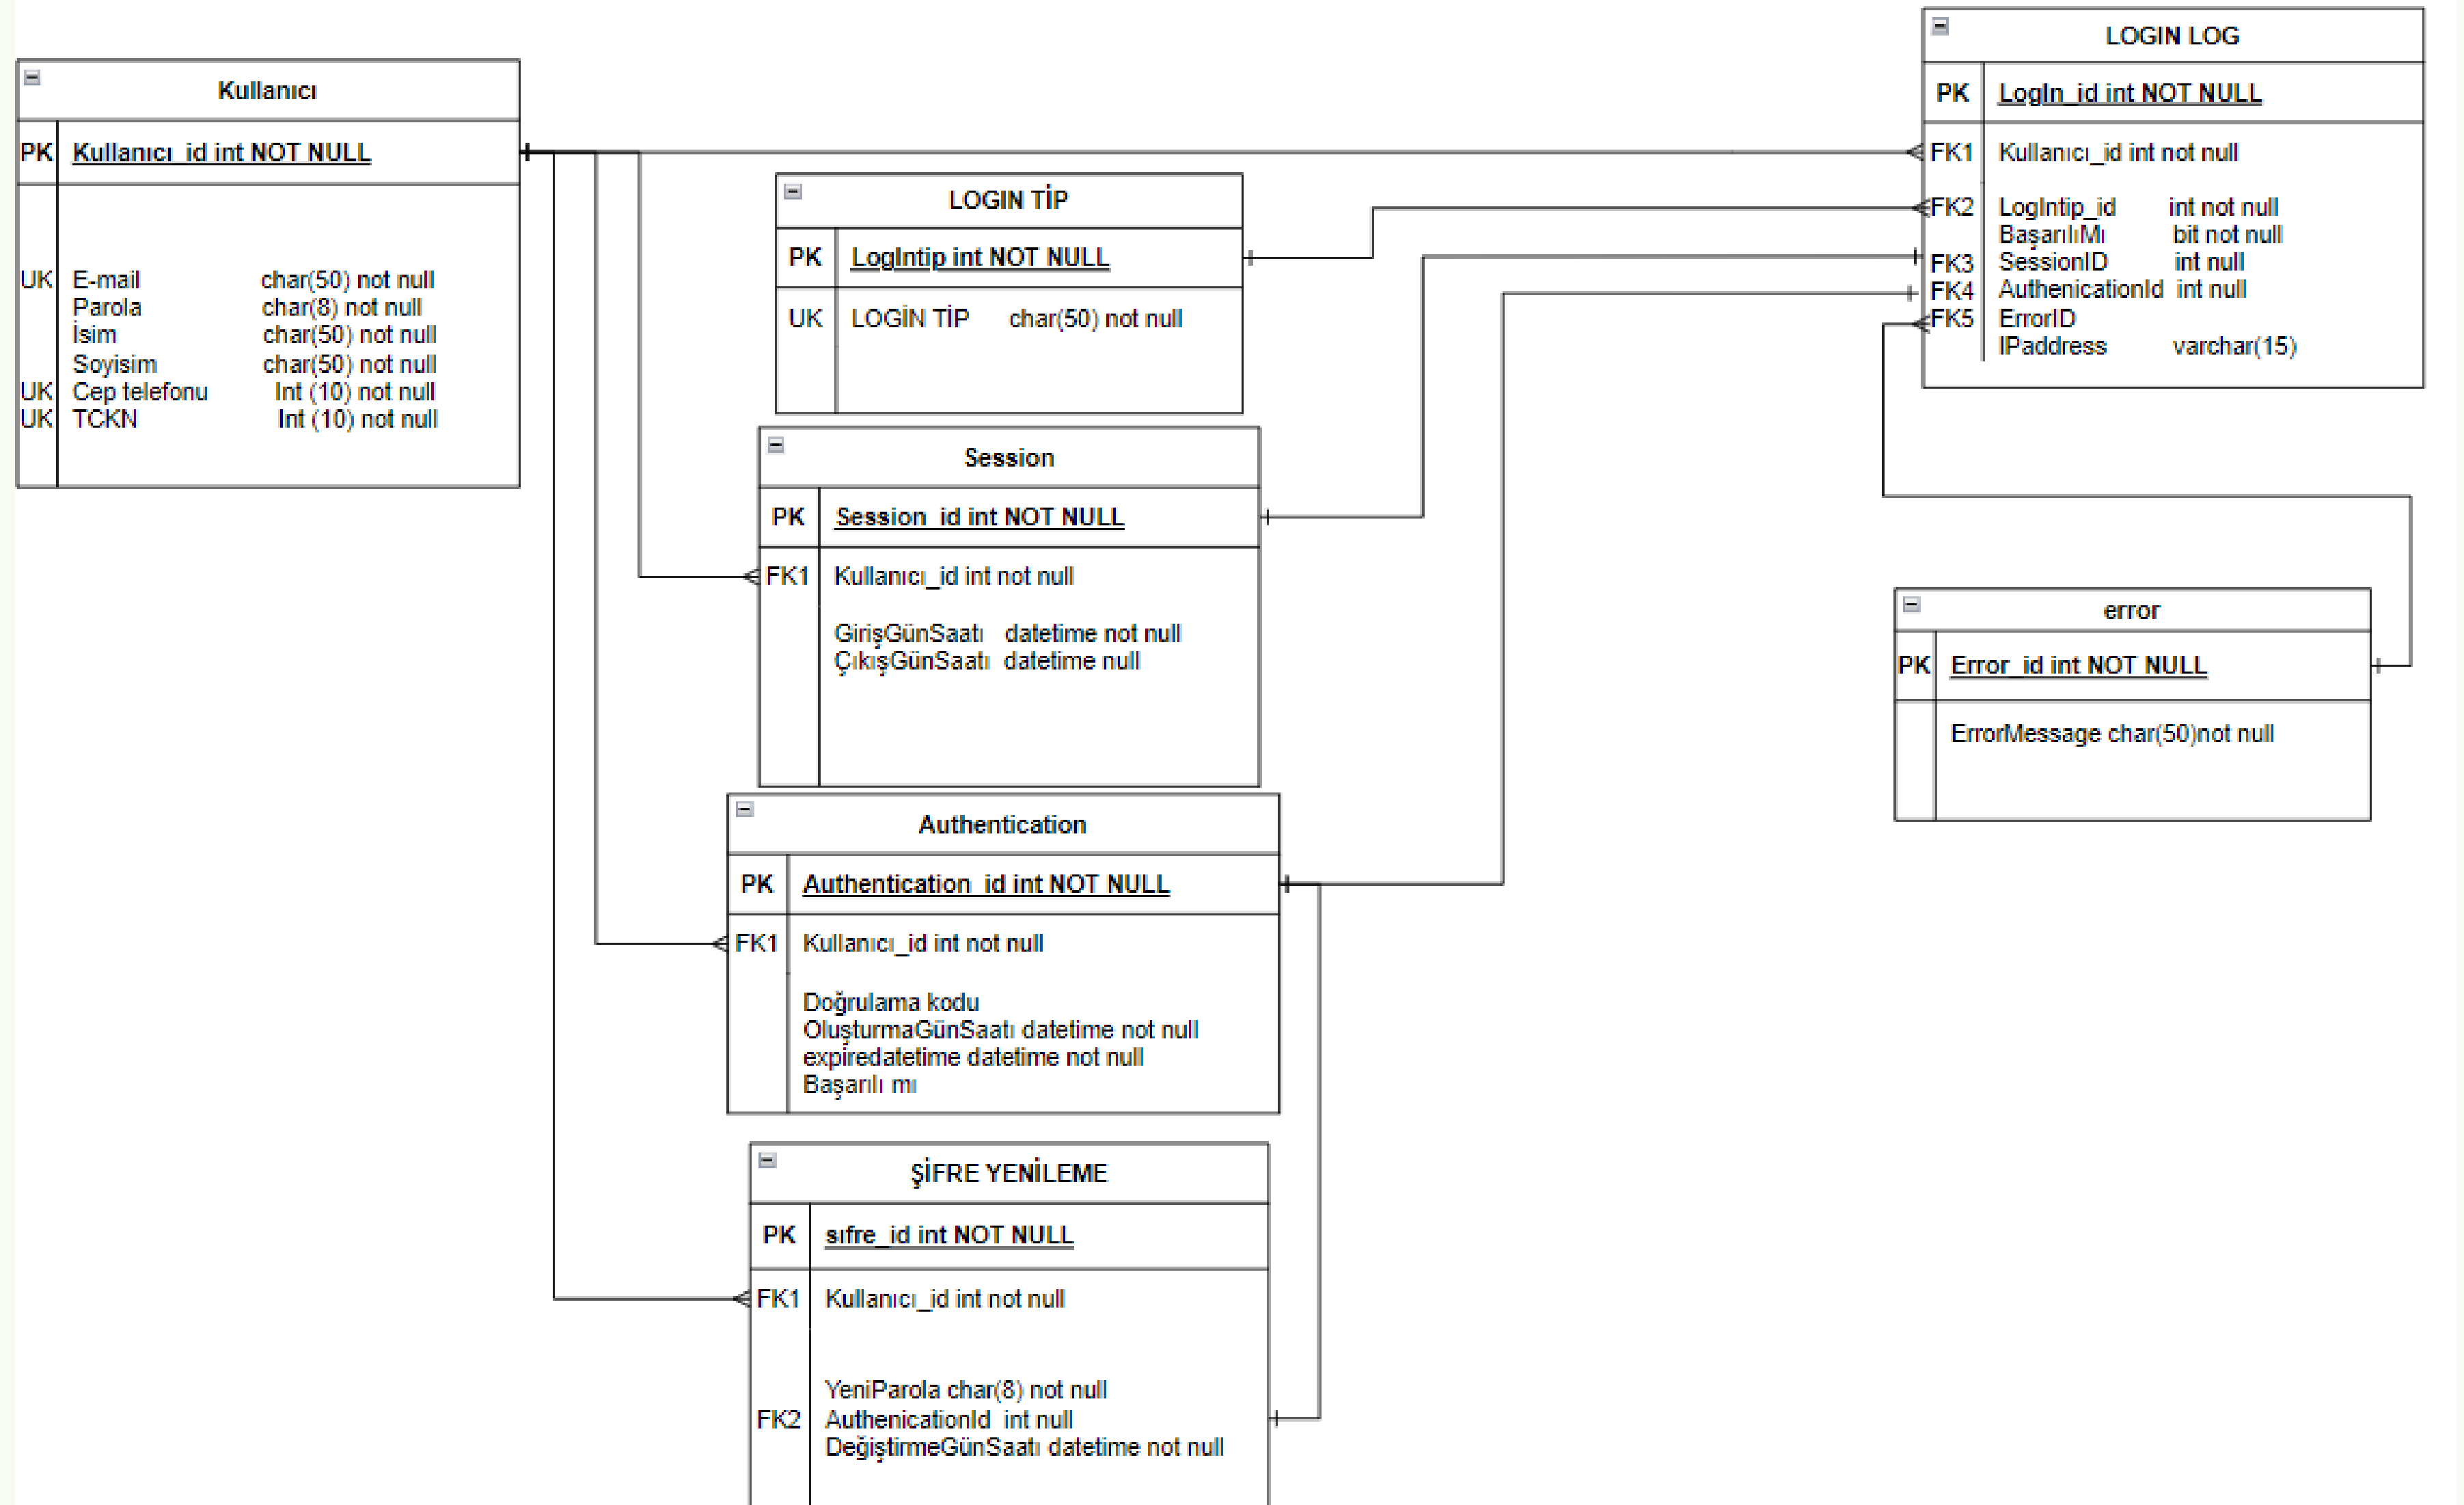 Kullanıcı
PK Kullanıcı_id int NOT NULL
UK E-mail char(50) not null
Parola char(8) not null
İsim char(50) not null
Soyisim char(50) not null
UK Cep telefonu Int (10) not null
UK TCKN Int (10) not null
LOGIN TİP
PK LogIntip int NOT NULL
UK LOGİN TİP char(50) not null
Session
PK Session_id int NOT NULL
FK1 Kullanıcı_id int not null
GirişGünSaatı datetime not null
ÇıkışGünSaatı datetime null
Authentication
PK Authentication_id int NOT NULL
FK1 Kullanıcı_id int not null
Doğrulama kodu
OluşturmaGünSaatı datetime not null
expiredatetime datetime not null
Başarılı mı
ŞİFRE YENİLEME
PK sıfre_id int NOT NULL
FK1 Kullanıcı_id int not null
YeniParola char(8) not null
FK2 AuthenicationId int null
DeğiştirmeGünSaatı datetime not null
LOGIN LOG
PK LogIn_id int NOT NULL
FK1 Kullanıcı_id int not null
FK2 LogIntip_id int not null
BaşarılıMı bit not null
FK3 SessionID int null
FK4 AuthenicationId int null
FK5 ErrorID
IPaddress varchar(15)
error
PK Error_id int NOT NULL
ErrorMessage char(50)not null